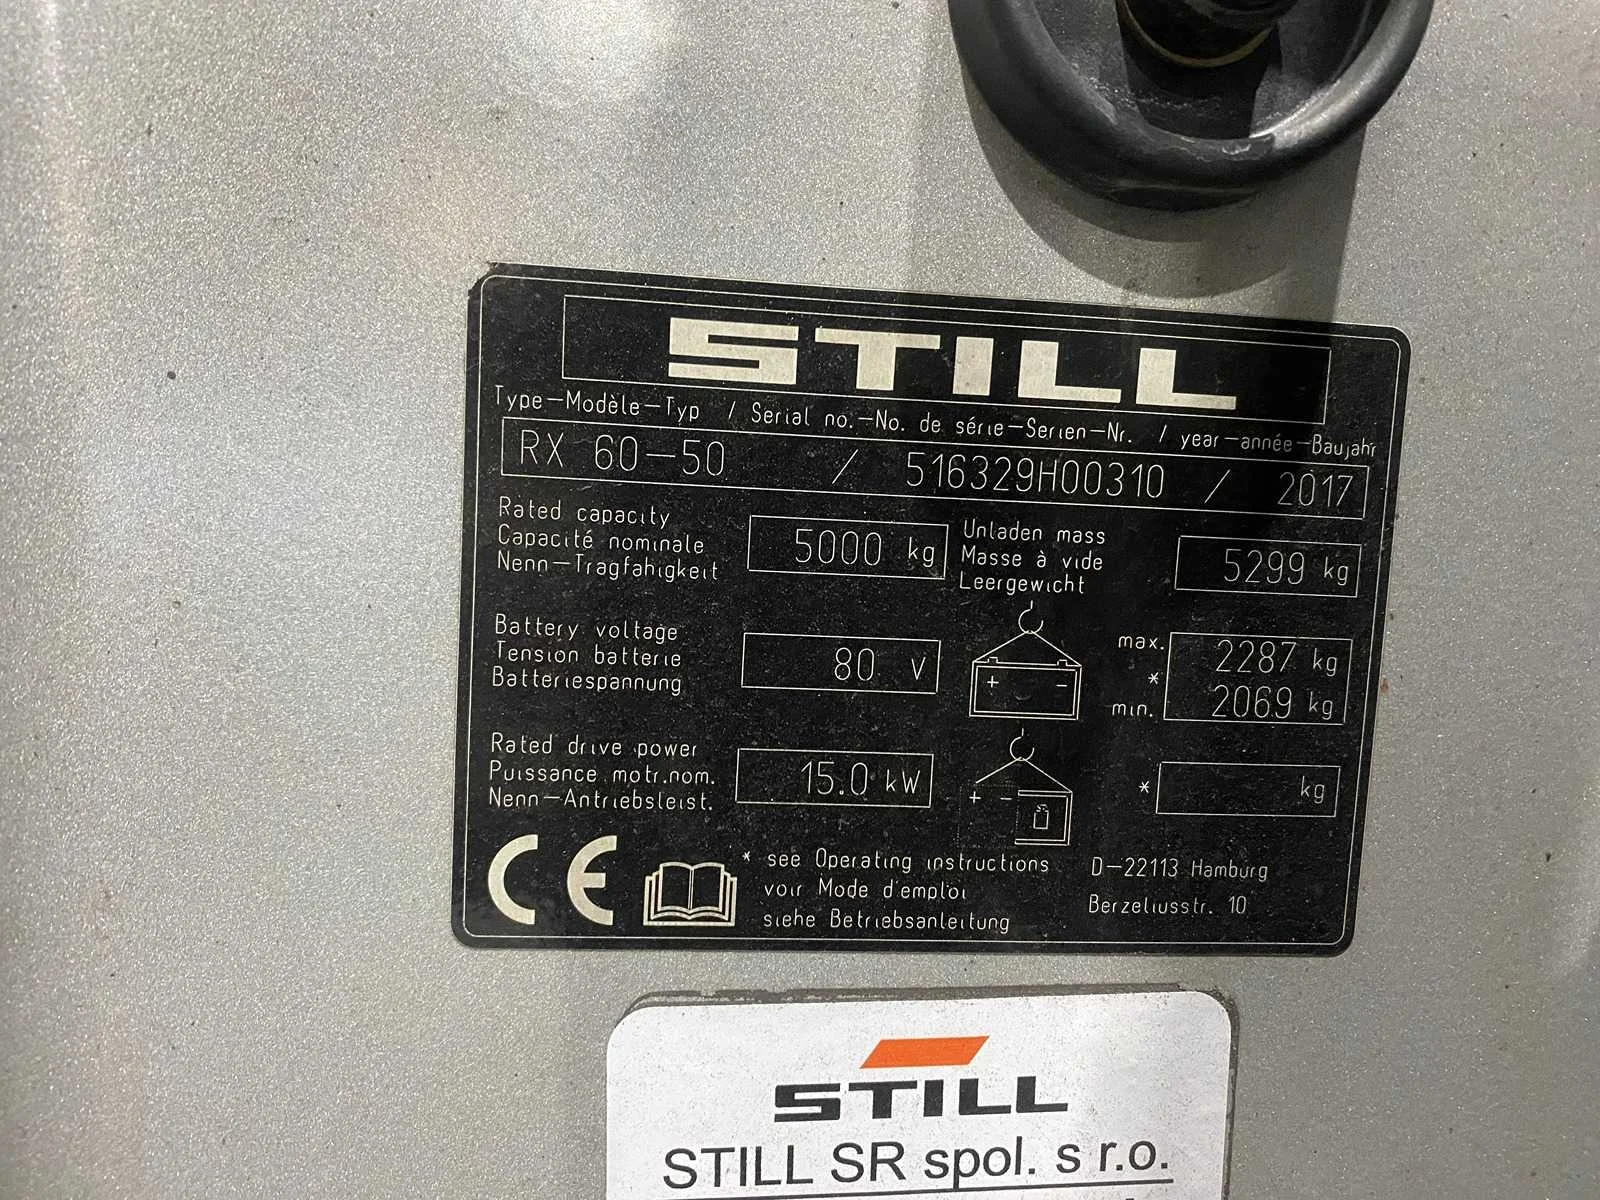 STILL
Type-Modèle-Typ / Serial no.-No. de série-Serien-Nr. / year-année-Baujahr
RX 60-50 / 516329H00310 / 2017
Rated capacity
Capacité nominale
Nenn-Tragfähigkeit
5000 kg
Unladen mass
Masse à vide
Leergewicht
5299 kg
Battery voltage
Tension batterie
Batteriespannung
80 V
+ -
max.
*
min.
2287 kg
2069 kg
Rated drive power
Puissance motr.nom.
Nenn-Antriebsleist.
15.0 kW
+ -
* kg
CE
* see Operating instructions
voir Mode d'emploi
siehe Betriebsanleitung
D-22113 Hamburg
Berzeliusstr. 10
STILL
STILL SR spol. s r.o.